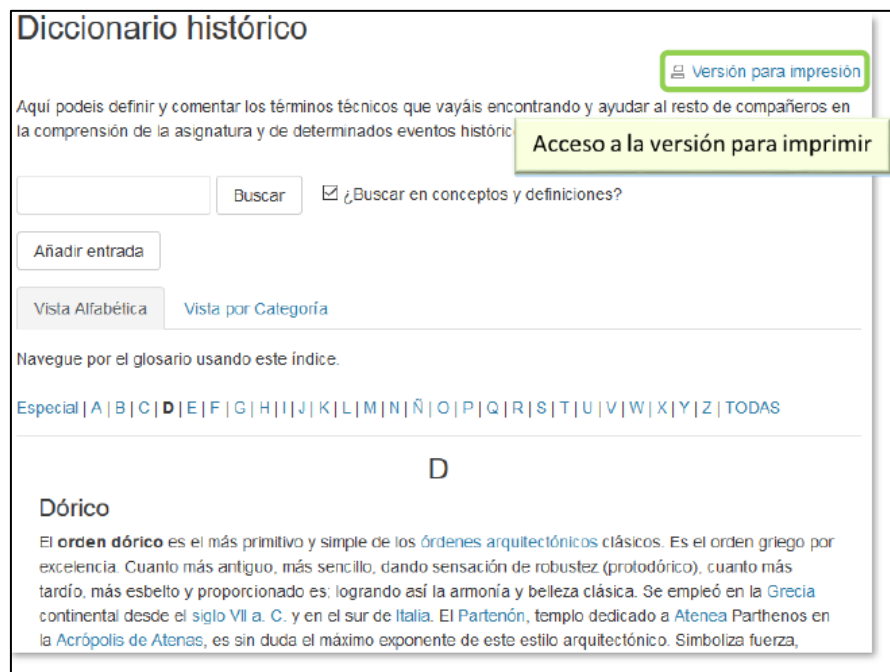 Diccionario histórico
Versión para impresión
Aquí podeis definir y comentar los términos técnicos que vayáis encontrando y ayudar al resto de compañeros en
la comprensión de la asignatura y de determinados eventos históric
Acceso a la versión para imprimir
Buscar
¿Buscar en conceptos y definiciones?
Añadir entrada
Vista Alfabética Vista por Categoría
Navegue por el glosario usando este índice.
Especial | A | B | C | D | E | F | G | H | I | J | K | L | M | N | Ñ | O | P | Q | R | S | T | U | V | W | X | Y | Z | TODAS
D
Dórico
El orden dórico es el más primitivo y simple de los órdenes arquitectónicos clásicos. Es el orden griego por
excelencia. Cuanto más antiguo, más sencillo, dando sensación de robustez (protodórico), cuanto más
tardío, más esbelto y proporcionado es; logrando así la armonía y belleza clásica. Se empleó en la Grecia
continental desde el siglo VII a. C. y en el sur de Italia. El Partenón, templo dedicado a Atenea Parthenos en
la Acrópolis de Atenas, es sin duda el máximo exponente de este estilo arquitectónico. Simboliza fuerza,